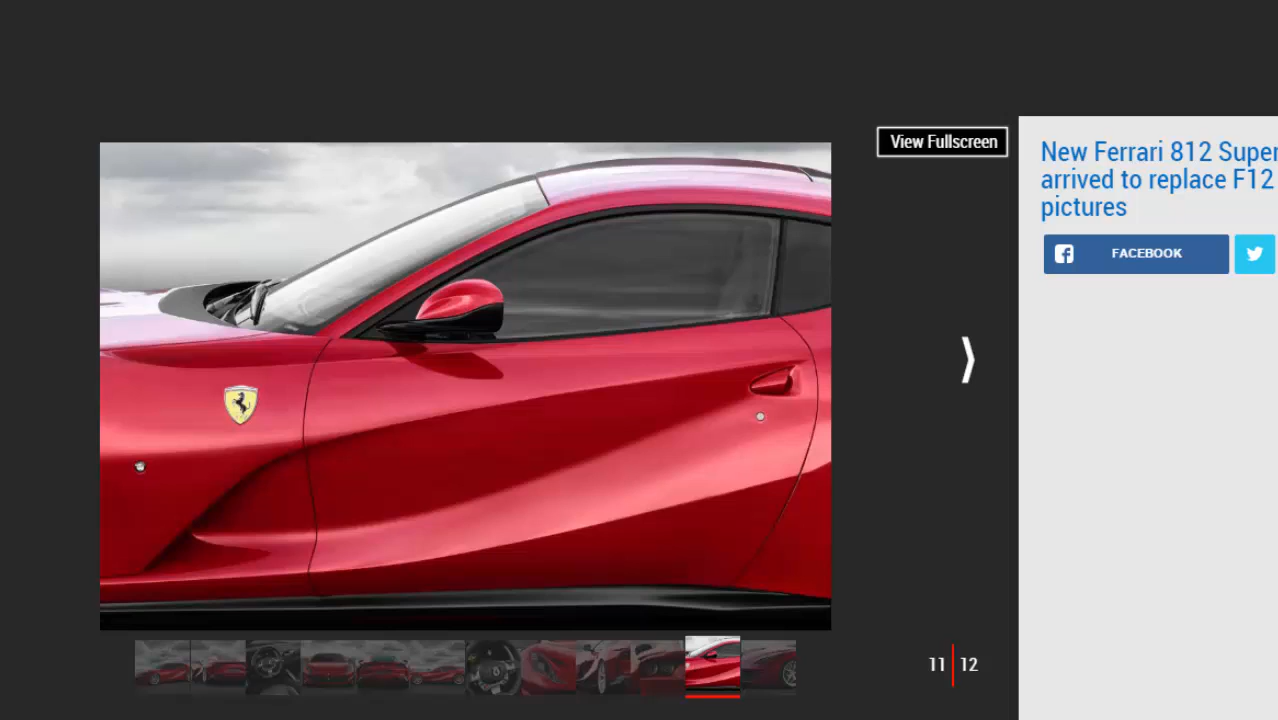 View Fullscreen
New Ferrari 812 Super
arrived to replace F12
pictures
FACEBOOK
11 12